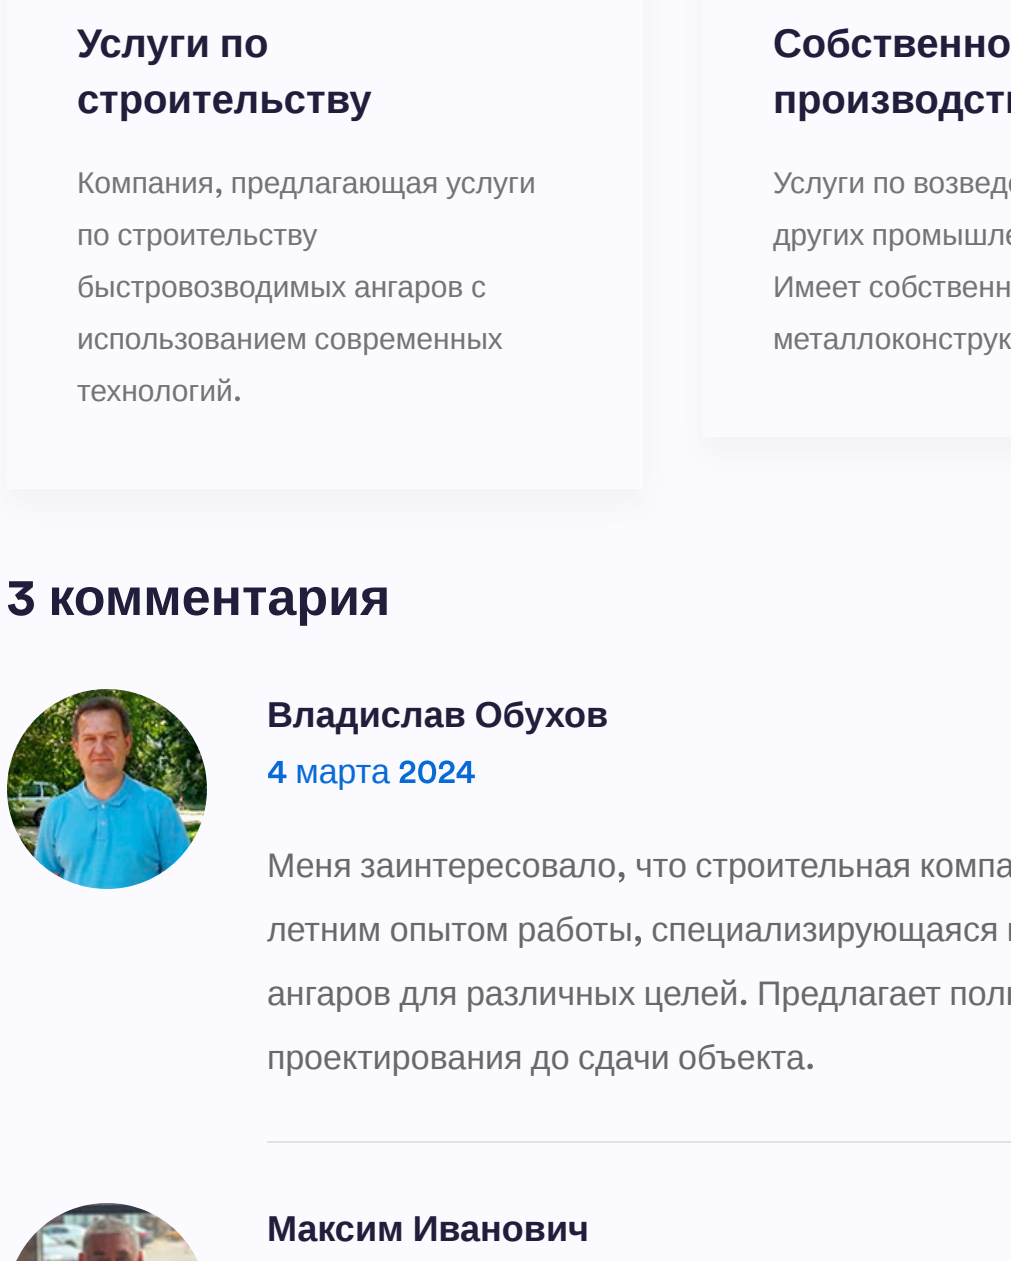 Услуги по
строительству
Компания, предлагающая услуги
по строительству
быстровозводимых ангаров с
использованием современных
технологий.
Собственно
производст
Услуги по возвед
других промышле
Имеет собственн
металлоконструк
3 комментария
Владислав Обухов
4 марта 2024
Меня заинтересовало, что строительная компа
летним опытом работы, специализирующаяся
ангаров для различных целей. Предлагает пол
проектирования до сдачи объекта.
Максим Иванович